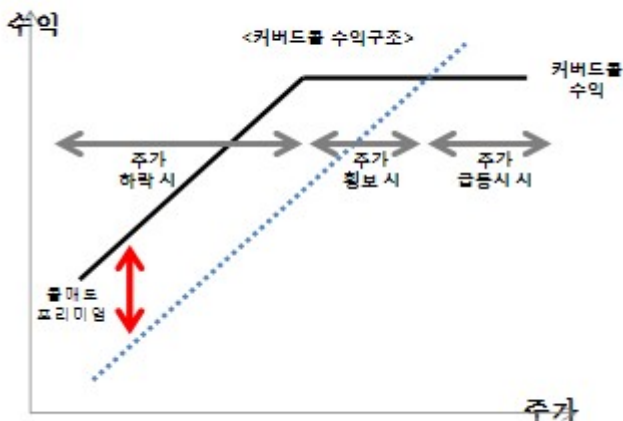 수익
<커버드콜 수익구조>
커버드콜
수익
주가
하락 시
주가
횡보 시
주가
급등시 시
콜매도
프리미엄
주가